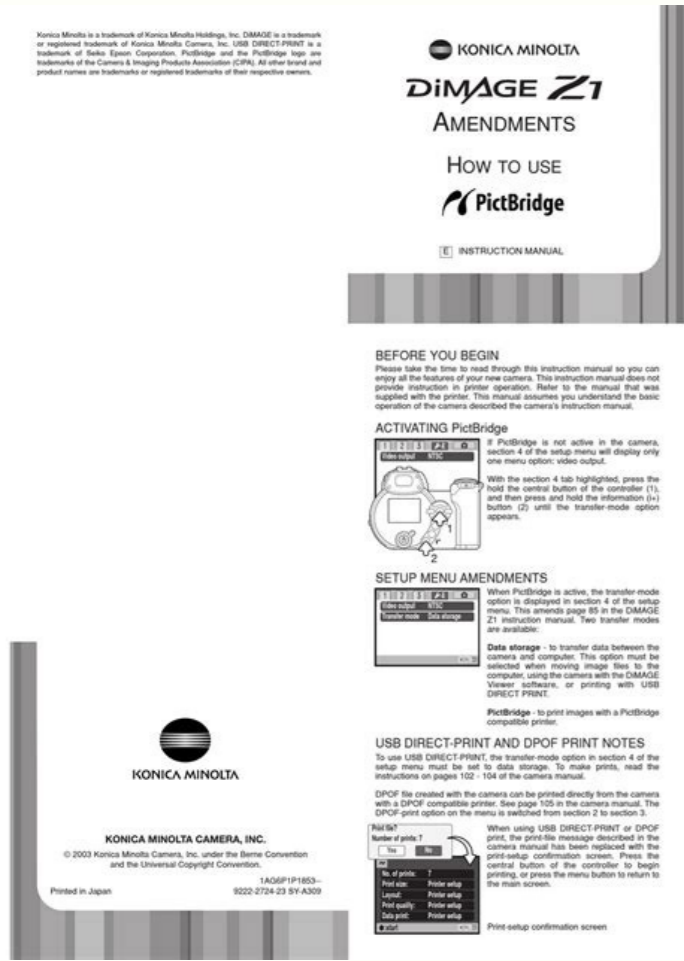 Konica Minolta is a trademark of Konica Minolta Holdings, Inc. DiMAGE is a trademark
or registered trademark of Konica Minolta Camera, Inc. USB DIRECT-PRINT is a
trademark of Seiko Epson Corporation. PictBridge and the PictBridge logo are
trademarks of the Camera & Imaging Products Association (CIPA). All other brand and
product names are trademarks or registered trademarks of their respective owners.
KONICA MINOLTA
DiMAGE Z1
AMENDMENTS
HOW TO USE
PictBridge
E INSTRUCTION MANUAL
BEFORE YOU BEGIN
Please take the time to read through this instruction manual so you can
enjoy all the features of your new camera. This instruction manual does not
provide instruction in printer operation. Refer to the manual that was
supplied with the printer. This manual assumes you understand the basic
operation of the camera described the camera's instruction manual.
ACTIVATING PictBridge
1 2 3
Video output NTSC
1
2
If PictBridge is not active in the camera,
section 4 of the setup menu will display only
one menu option: video output.
With the section 4 tab highlighted, press the
hold the central button of the controller (1),
and then press and hold the information (i+)
button (2) until the transfer-mode option
appears.
SETUP MENU AMENDMENTS
1 2 3
Video output NTSC
Transfer mode Data storage
When PictBridge is active, the transfer-mode
option is displayed in section 4 of the setup
menu. This amends page 85 in the DiMAGE
Z1 instruction manual. Two transfer modes
are available:
Data storage - to transfer data between the
camera and computer. This option must be
selected when moving image files to the
computer, using the camera with the DiMAGE
Viewer software, or printing with USB
DIRECT PRINT.
PictBridge - to print images with a PictBridge
compatible printer.
USB DIRECT-PRINT AND DPOF PRINT NOTES
To use USB DIRECT-PRINT, the transfer-mode option in section 4 of the
setup menu must be set to data storage. To make prints, read the
instructions on pages 102 - 104 of the camera manual.
DPOF file created with the camera can be printed directly from the camera
with a DPOF compatible printer. See page 105 in the camera manual. The
DPOF-print option on the menu is switched from section 2 to section 3.
Print file?
Number of prints: 7
Yes No
No. of prints: 7
Print size: Printer setup
Layout: Printer setup
Print quality: Printer setup
Data print: Printer setup
:start
When using USB DIRECT-PRINT or DPOF
print, the print-file message described in the
camera manual has been replaced with the
print-setup confirmation screen. Press the
central button of the controller to begin
printing, or press the menu button to return to
the main screen.
Print-setup confirmation screen
KONICA MINOLTA
KONICA MINOLTA CAMERA, INC.
© 2003 Konica Minolta Camera, Inc. under the Berne Convention
and the Universal Copyright Convention.
1AG6P1P1853--
Printed in Japan 9222-2724-23 SY-A309